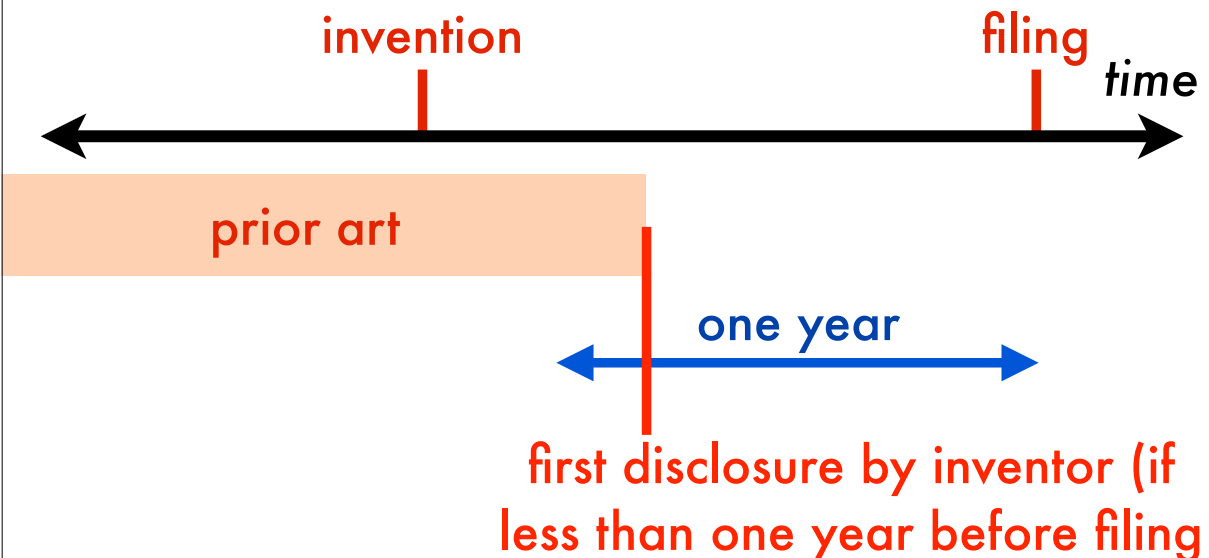 invention
filing
time
prior art
one year
first disclosure by inventor (if
less than one year before filing